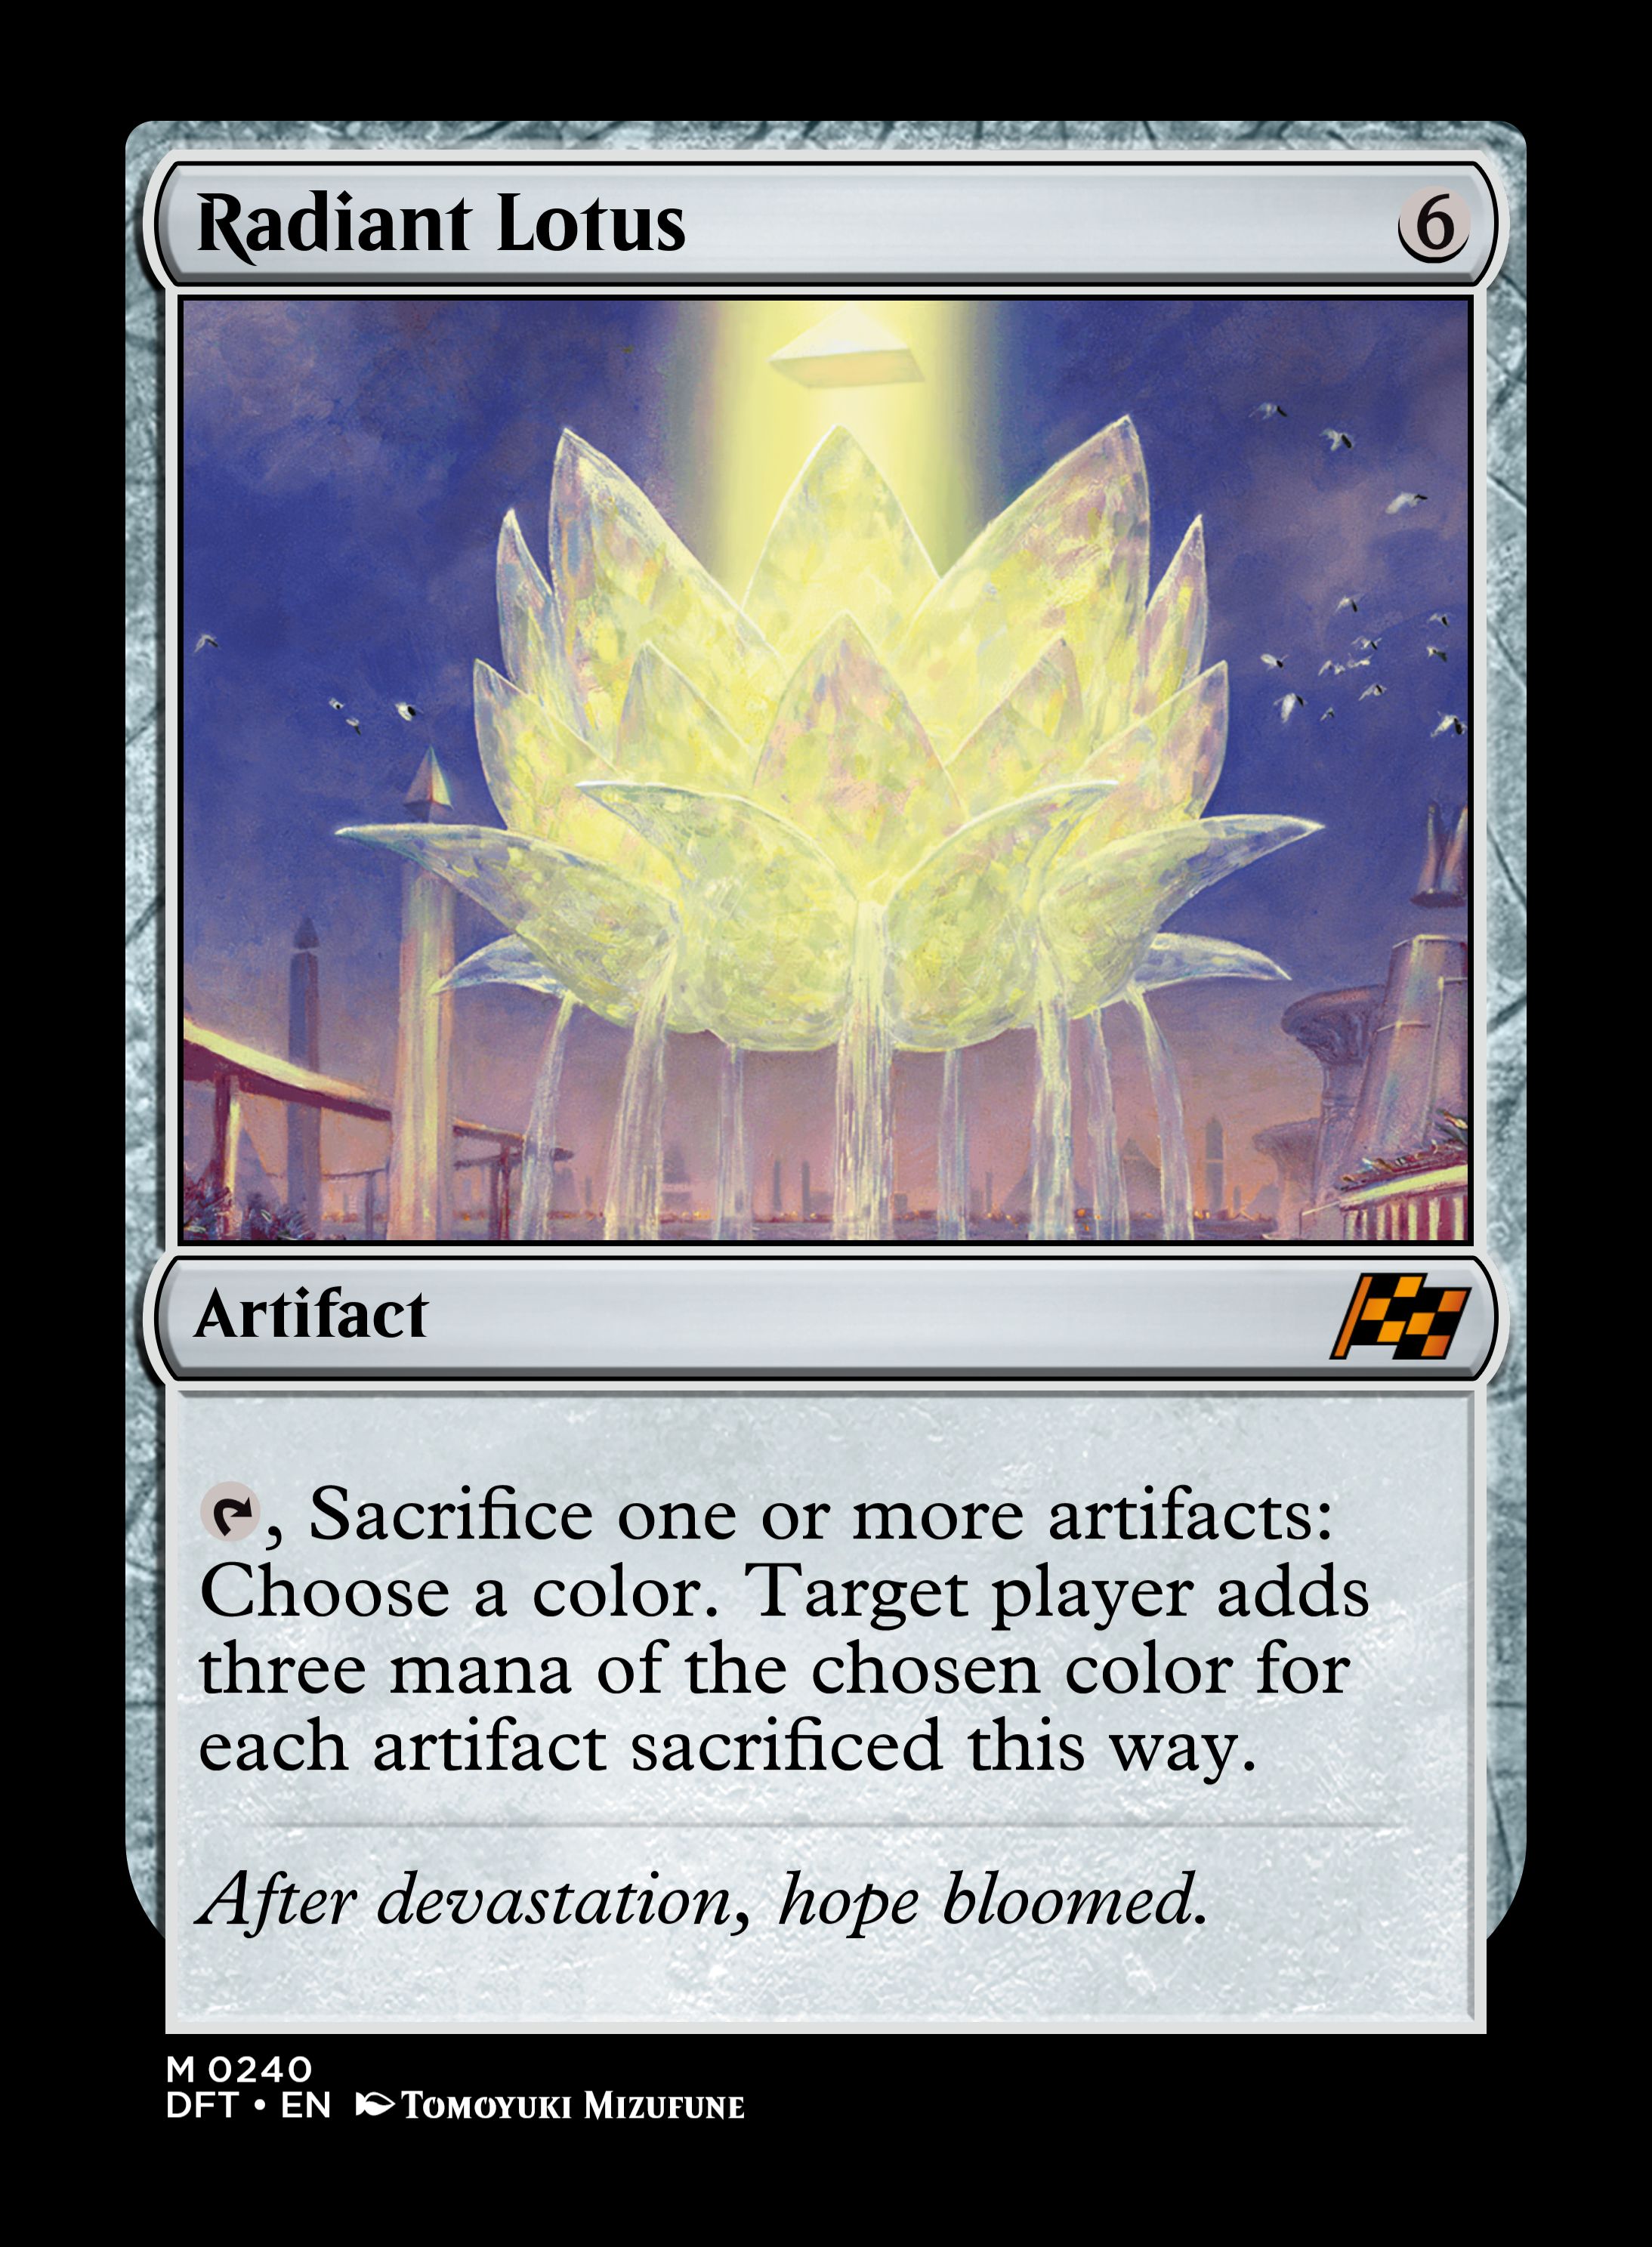 Radiant Lotus 6
Artifact
, Sacrifice one or more artifacts:
Choose a color. Target player adds
three mana of the chosen color for
each artifact sacrificed this way.
After devastation, hope bloomed.
M 0240
DFT • EN Tomoyuki Mizufune